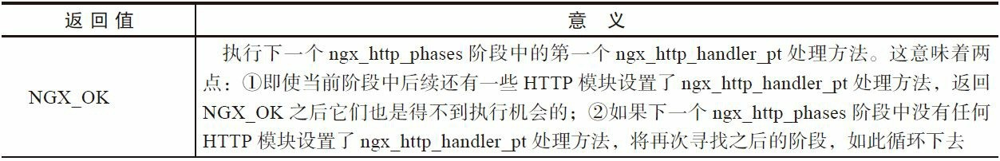 返回值 意义
执行下一个 ngx_http_phases 阶段中的第一个 ngx_http_handler_pt 处理方法。这意味着两
点：①即使当前阶段中后续还有一些 HTTP 模块设置了 ngx_http_handler_pt 处理方法，返回
NGX_OK
NGX_OK 之后它们也是得不到执行机会的；②如果下一个 ngx_http_phases 阶段中没有任何
HTTP 模块设置了 ngx_http_handler_pt 处理方法，将再次寻找之后的阶段，如此循环下去